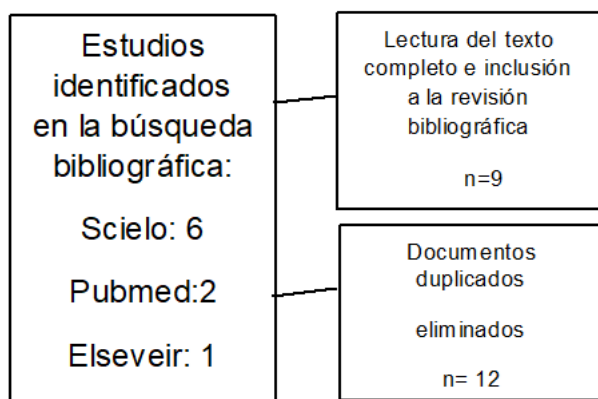 Estudios
identificados
en la búsqueda
bibliográfica:
Scielo: 6
Pubmed:2
Elseveir: 1
Lectura del texto
completo e inclusión
a la revisión
bibliográfica
n=9
Documentos
duplicados
eliminados
n= 12